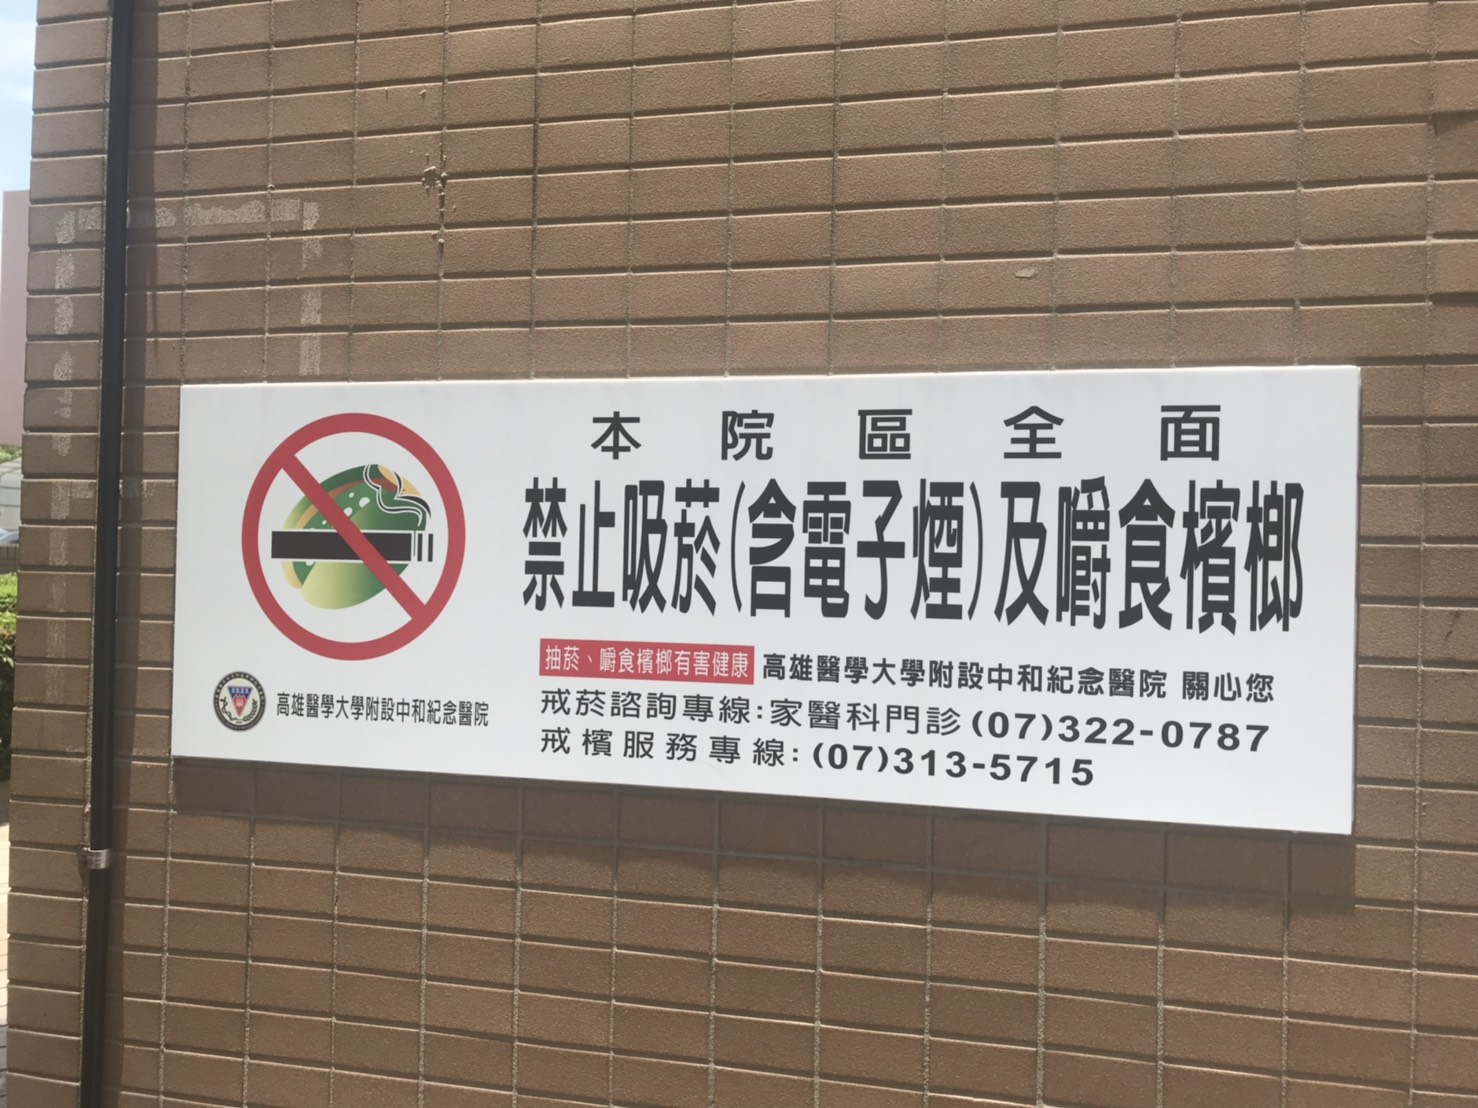 本院區全面
禁止吸菸(含電子煙)及嚼食檳榔
抽菸、嚼食檳榔有害健康 高雄醫學大學附設中和紀念醫院 關心您
戒菸諮詢專線:家醫科門診(07)322-0787
戒檳服務專線:(07)313-5715
高雄醫學大學附設中和紀念醫院